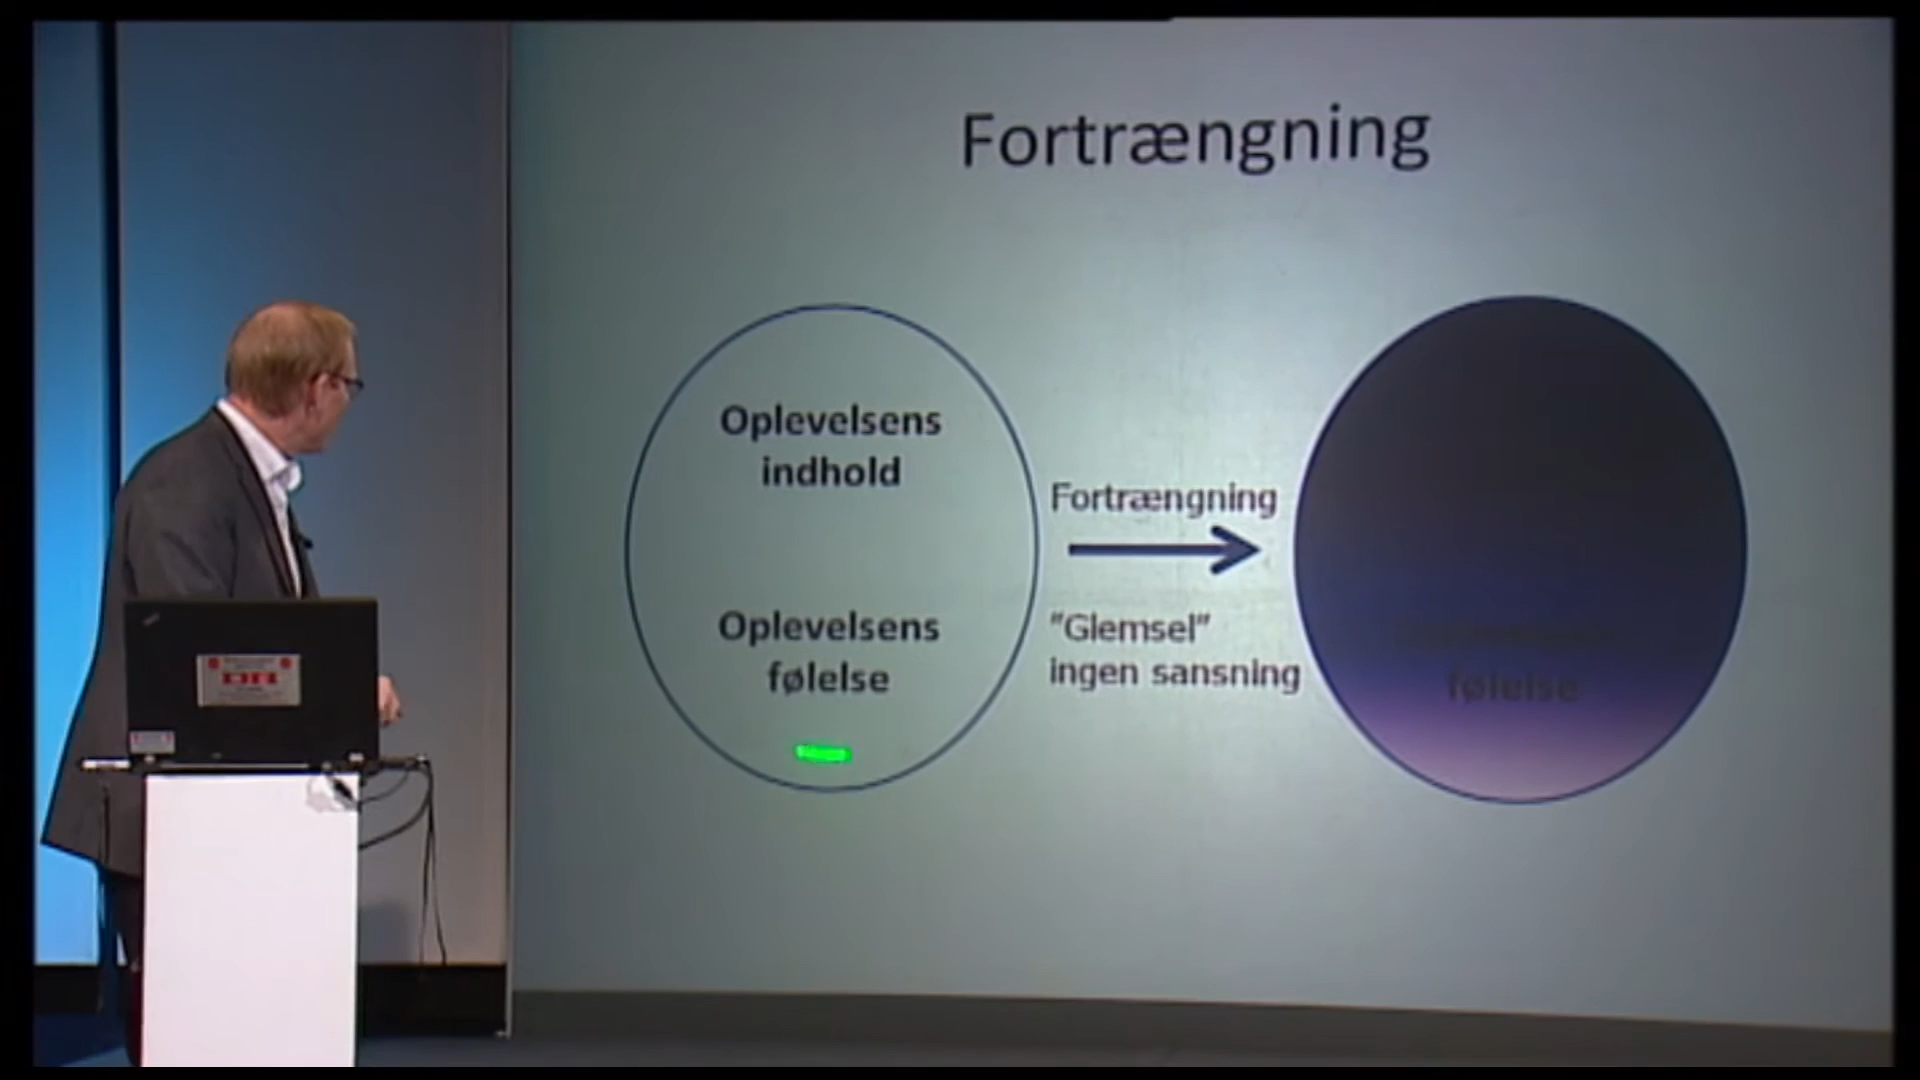 Fortrængning
Oplevelsens
indhold
Oplevelsens
følelse
Fortrængning
"Glemsel"
ingen sansning
følelse